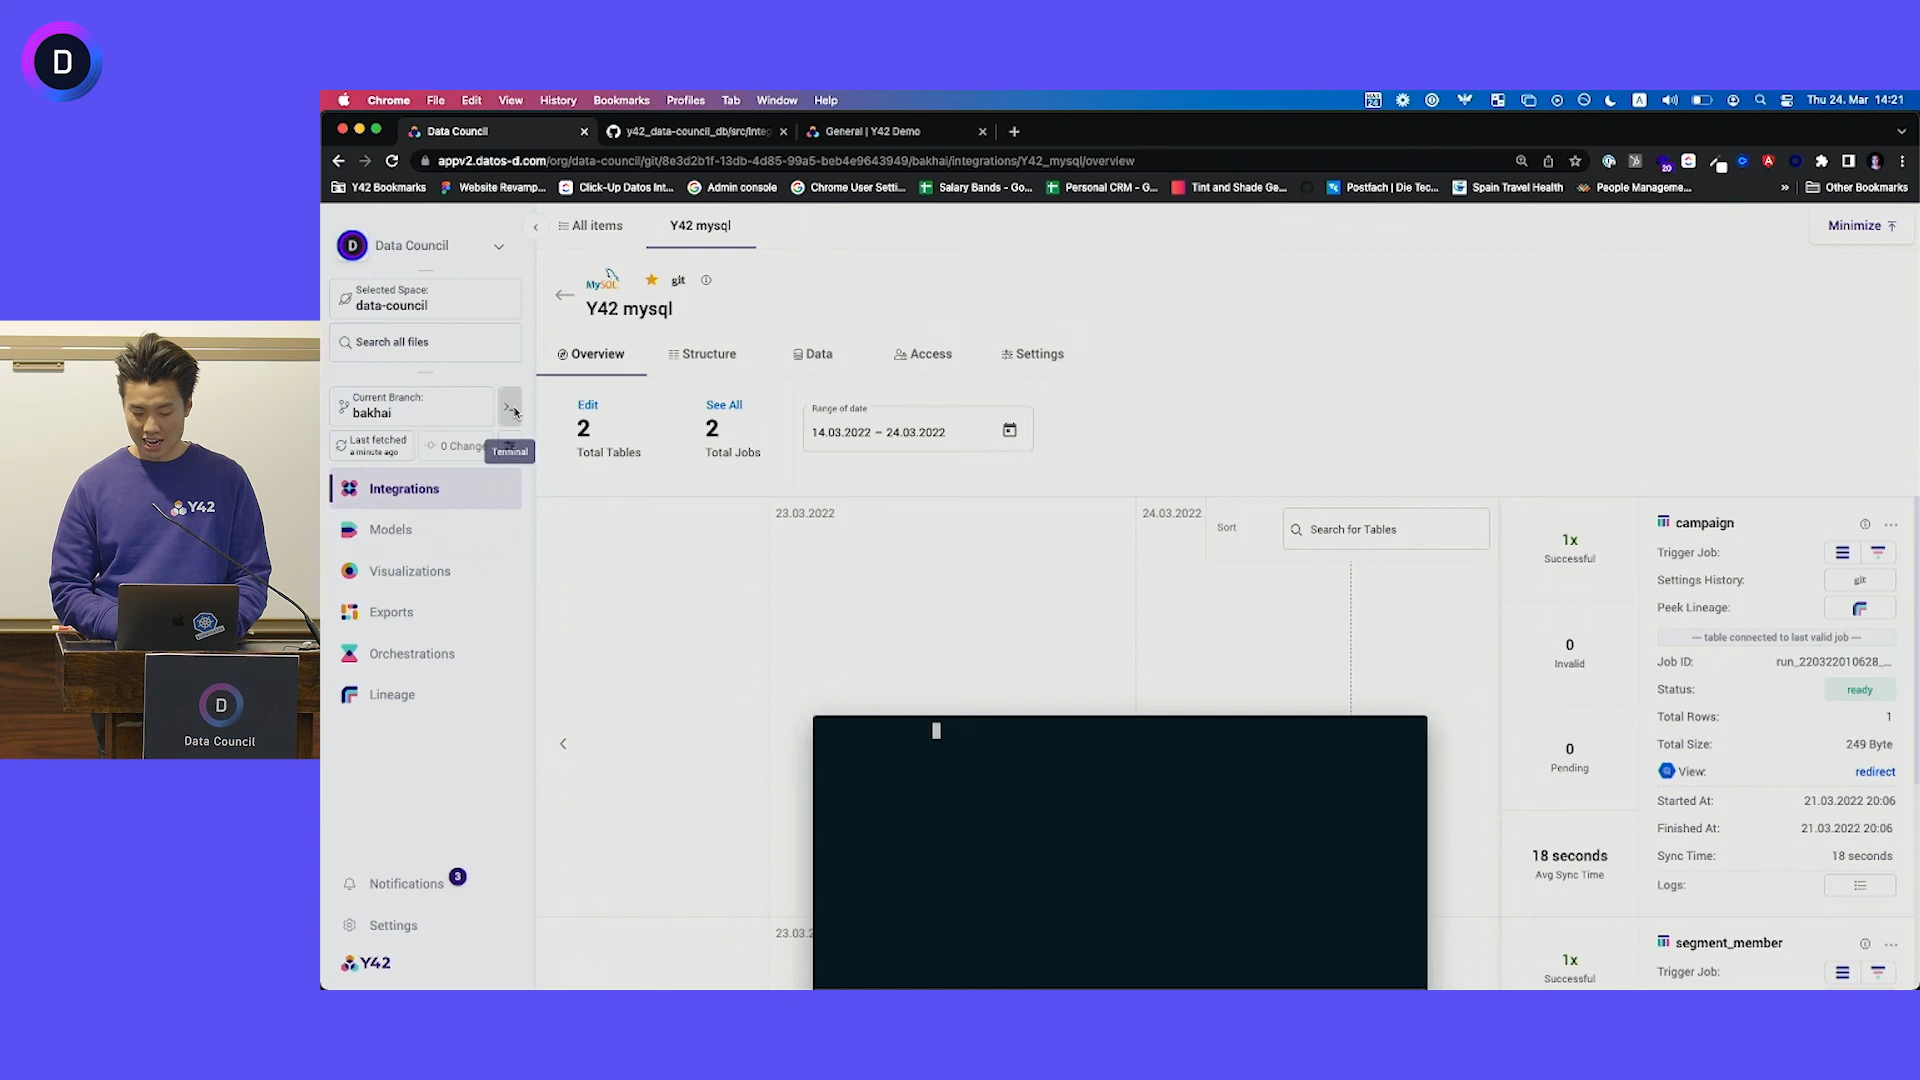 D
Chrome File Edit View History Bookmarks Profiles Tab Window Help
Thu 24. Mar 14:21
Data Council
y42_data-council_db/src/integ
General | Y42 Demo
appv2.datos-d.com/org/data-council/git/8e3d2b1f-13db-4d85-99a5-beb4e9643949/bakhai/integrations/Y42_mysql/overview
20
Y42 Bookmarks
Website Revamp...
Click-Up Datos Int...
Admin console
Chrome User Setti...
Salary Bands - Go...
Personal CRM - G...
Tint and Shade Ge...
Postfach | Die Tec...
Spain Travel Health
People Manageme...
»
Other Bookmarks
D Data Council
Selected Space:
data-council
Search all files
Current Branch:
bakhai
Last fetched
a minute ago
0 Change
Terminal
Integrations
Models
Visualizations
Exports
Orchestrations
Lineage
Notifications 3
Settings
Y42
All items
Y42 mysql
Minimize
MySQL
git
Y42 mysql
Overview
Structure
Data
Access
Settings
Edit
2
Total Tables
See All
2
Total Jobs
Range of date
14.03.2022 – 24.03.2022
23.03.2022
24.03.2022
Sort
Search for Tables
23.03.2
1x
Successful
0
Invalid
0
Pending
18 seconds
Avg Sync Time
1x
Successful
campaign
Trigger Job:
Settings History: git
Peek Lineage:
— table connected to last valid job —
Job ID: run_220322010628_...
Status: ready
Total Rows: 1
Total Size: 249 Byte
View: redirect
Started At: 21.03.2022 20:06
Finished At: 21.03.2022 20:06
Sync Time: 18 seconds
Logs:
segment_member
Trigger Job:
Y42
D
Data Council